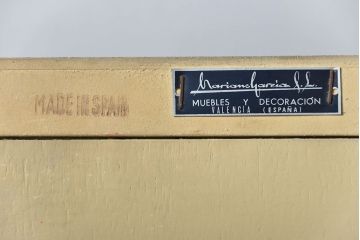 MADE IN SPAIN
Mariano García S.L.
MUEBLES Y DECORACIÓN
VALENCIA (ESPAÑA)